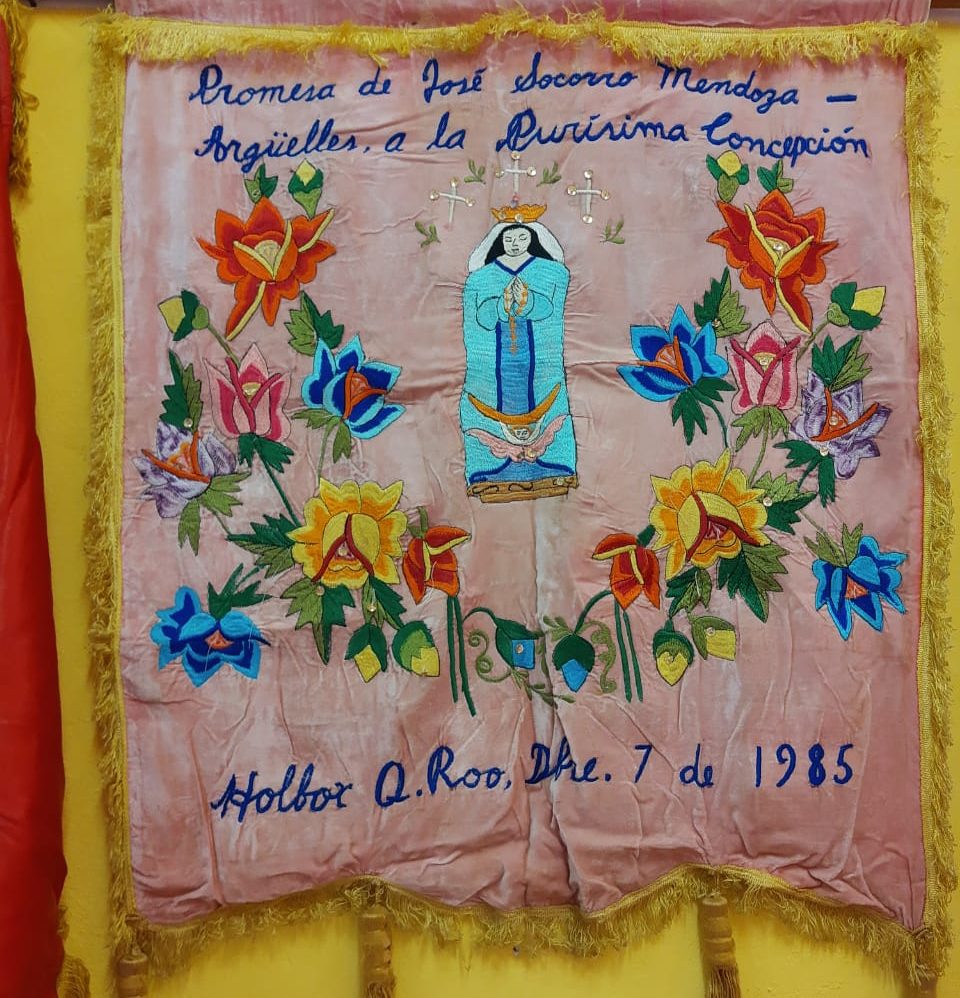 Promesa de José Socorro Mendoza –
Argüelles, a la Purísima Concepción
Holbox Q. Roo, Dbre. 7 de 1985